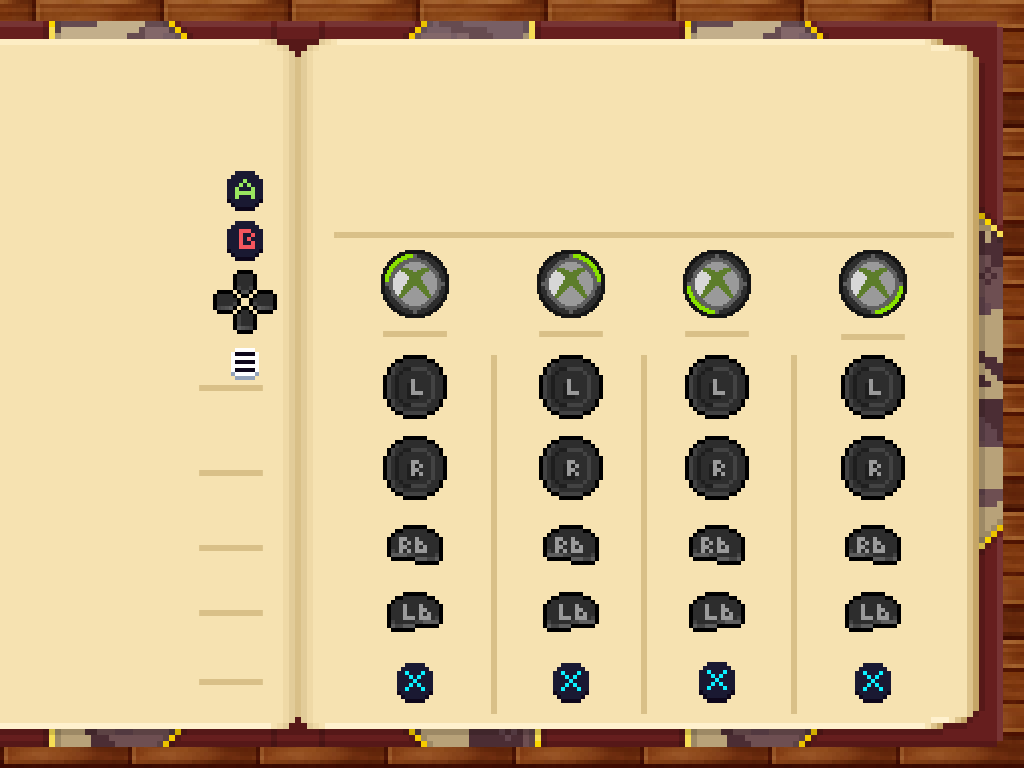 A
B
L L L L
R R R R
Rb Rb Rb Rb
Lb Lb Lb Lb
X X X X